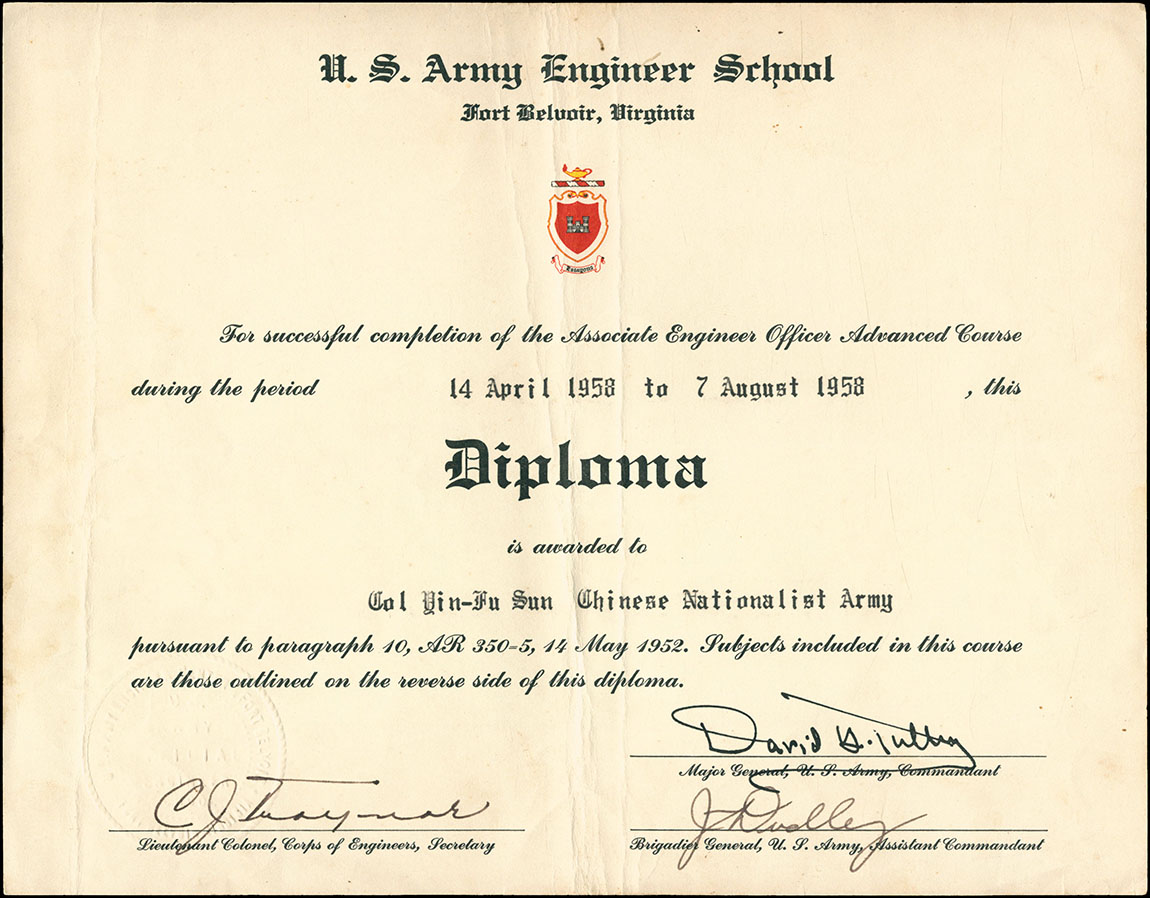 U. S. Army Engineer School
Fort Belvoir, Virginia
Essayons
For successful completion of the Associate Engineer Officer Advanced Course
during the period 14 April 1958 to 7 August 1958 , this
Diploma
is awarded to
Col Yin-Fu Sun Chinese Nationalist Army
pursuant to paragraph 10, AR 350-5, 14 May 1952. Subjects included in this course
are those outlined on the reverse side of this diploma.
David H. Tulley
Major General, U. S. Army, Commandant
C J Traynor
Lieutenant Colonel, Corps of Engineers, Secretary
J Dudley
Brigadier General, U. S. Army, Assistant Commandant